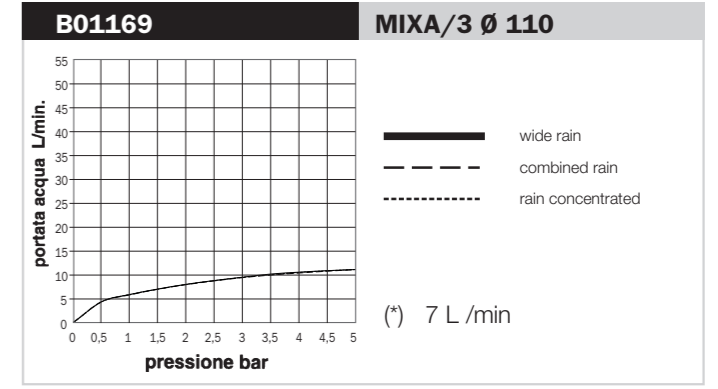 B01169
MIXA/3 Ø 110
portata acqua L/min.
55
50
45
40
35
30
25
20
15
10
5
0
0 0,5 1 1,5 2 2,5 3 3,5 4 4,5 5
pressione bar
wide rain
combined rain
rain concentrated
(*) 7 L /min